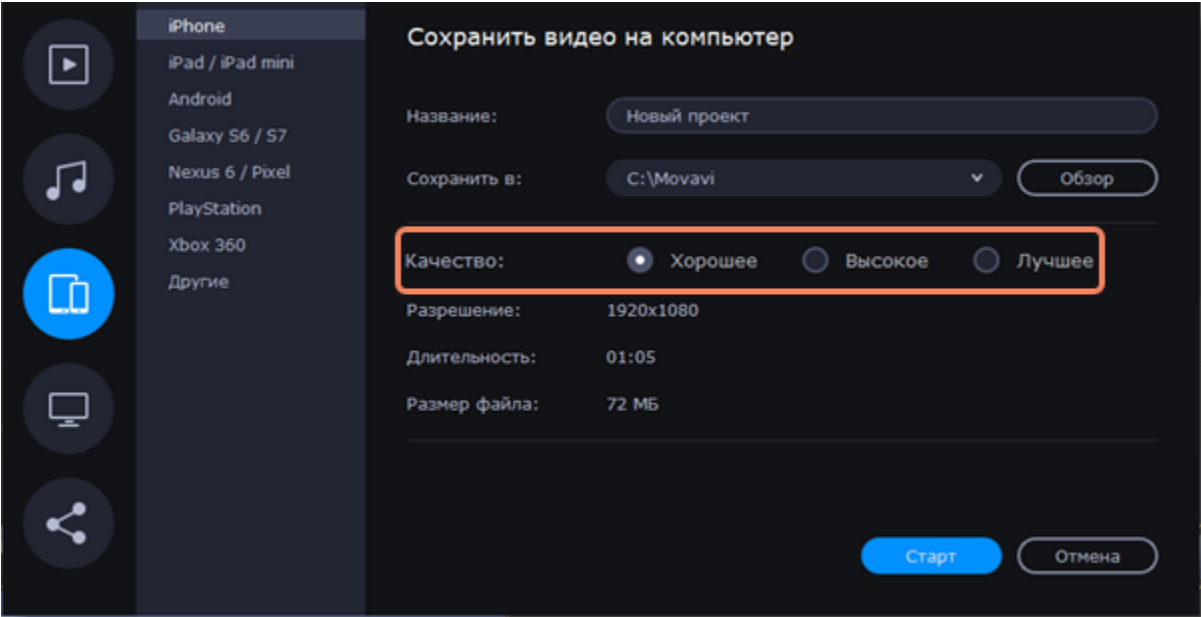 iPhone
iPad / iPad mini
Android
Galaxy S6 / S7
Nexus 6 / Pixel
PlayStation
Xbox 360
Другие
Сохранить видео на компьютер
Название: Новый проект
Сохранить в: C:\Movavi Обзор
Качество: Хорошее Высокое Лучшее
Разрешение: 1920x1080
Длительность: 01:05
Размер файла: 72 МБ
Старт Отмена